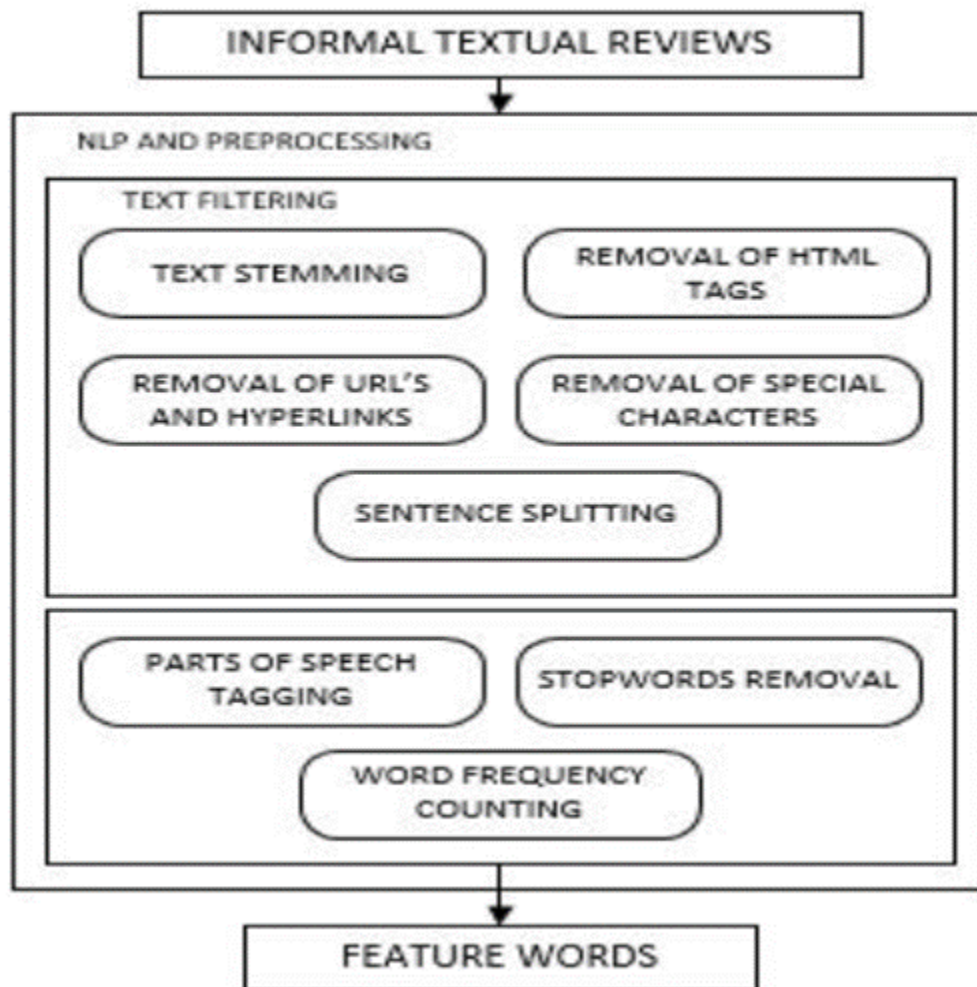 INFORMAL TEXTUAL REVIEWS
NLP AND PREPROCESSING
TEXT FILTERING
TEXT STEMMING
REMOVAL OF HTML
TAGS
REMOVAL OF URL'S
AND HYPERLINKS
REMOVAL OF SPECIAL
CHARACTERS
SENTENCE SPLITTING
PARTS OF SPEECH
TAGGING
STOPWORDS REMOVAL
WORD FREQUENCY
COUNTING
FEATURE WORDS